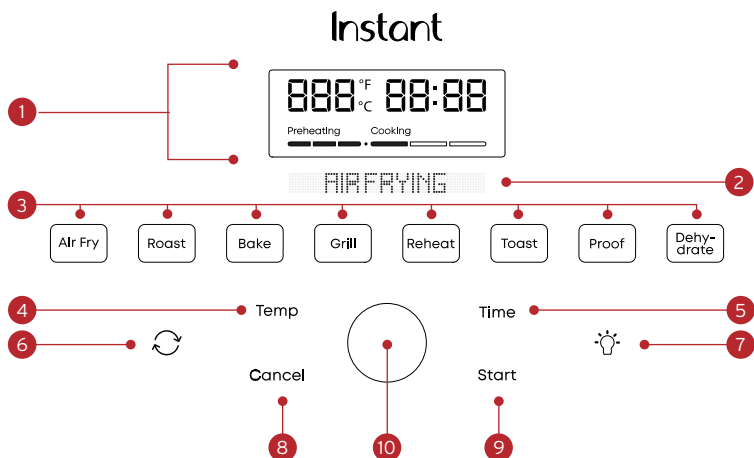 Instant
888 °F °C 88:88
Preheating Cooking
1
AIRFRYING
2
3
Air Fry Roast Bake Grill Reheat Toast Proof Dehy-
drate
4 Temp Time 5
6 7
Cancel Start
8 10 9